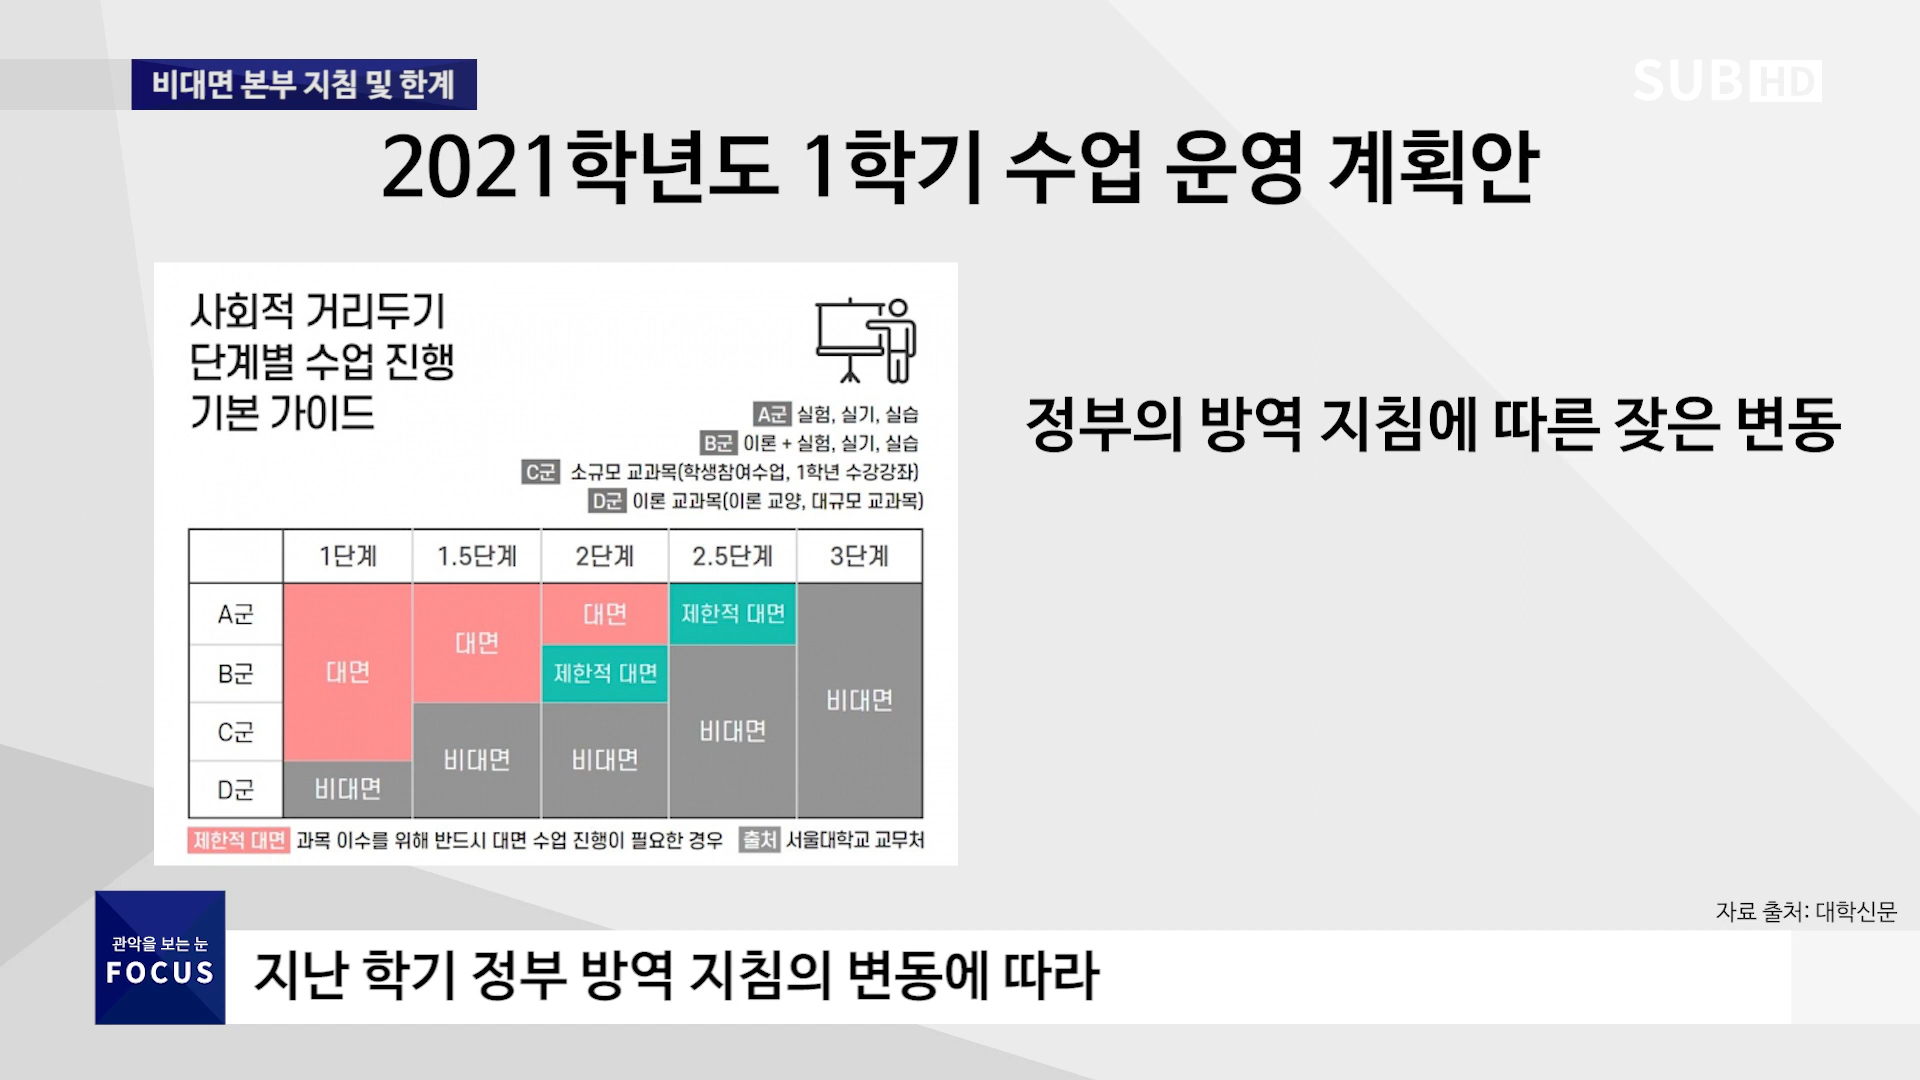 비대면 본부 지침 및 한계
SUB HD
2021학년도 1학기 수업 운영 계획안
사회적 거리두기
단계별 수업 진행
기본 가이드
A군 실험, 실기, 실습
B군 이론 + 실험, 실기, 실습
C군 소규모 교과목(학생참여수업, 1학년 수강강좌)
D군 이론 교과목(이론 교양, 대규모 교과목)
1단계 1.5단계 2단계 2.5단계 3단계
A군 대면 대면 대면 제한적 대면 비대면
B군 제한적 대면 비대면
C군 비대면 비대면
D군 비대면
제한적 대면 과목 이수를 위해 반드시 대면 수업 진행이 필요한 경우 출처 서울대학교 교무처
정부의 방역 지침에 따른 잦은 변동
자료 출처: 대학신문
관악을 보는 눈
FOCUS
지난 학기 정부 방역 지침의 변동에 따라